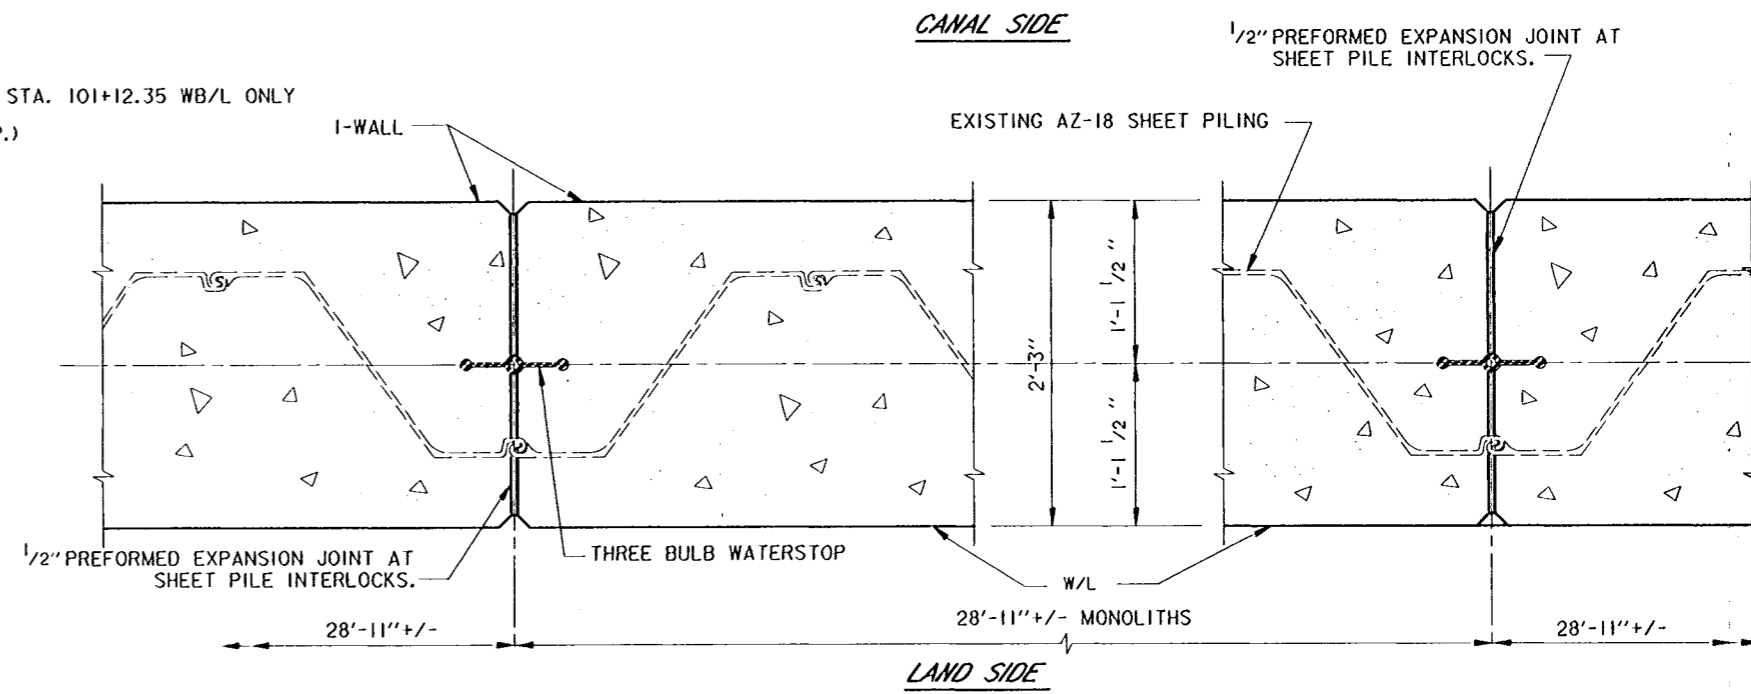 CANAL SIDE
1/2" PREFORMED EXPANSION JOINT AT
SHEET PILE INTERLOCKS.
STA. 101+12.35 WB/L ONLY
I-WALL
EXISTING AZ-18 SHEET PILING
2'-3"
1'-1 1/2"
1'-1 1/2"
1/2" PREFORMED EXPANSION JOINT AT
SHEET PILE INTERLOCKS.
THREE BULB WATERSTOP
W/L
28'-11"+/-
28'-11"+/- MONOLITHS
28'-11"+/-
LAND SIDE